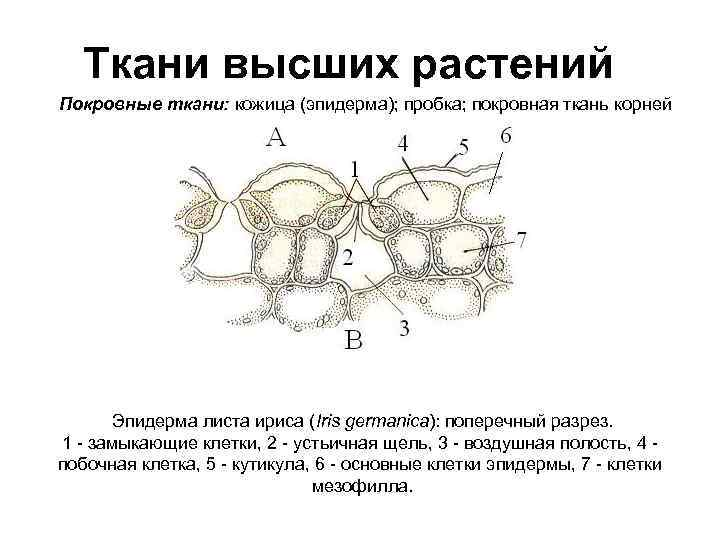 Ткани высших растений
Покровные ткани: кожица (эпидерма); пробка; покровная ткань корней
А
4
5
6
1
7
2
3
В
Эпидерма листа ириса (Iris germanica): поперечный разрез.
1 - замыкающие клетки, 2 - устьичная щель, 3 - воздушная полость, 4 -
побочная клетка, 5 - кутикула, 6 - основные клетки эпидермы, 7 - клетки
мезофилла.